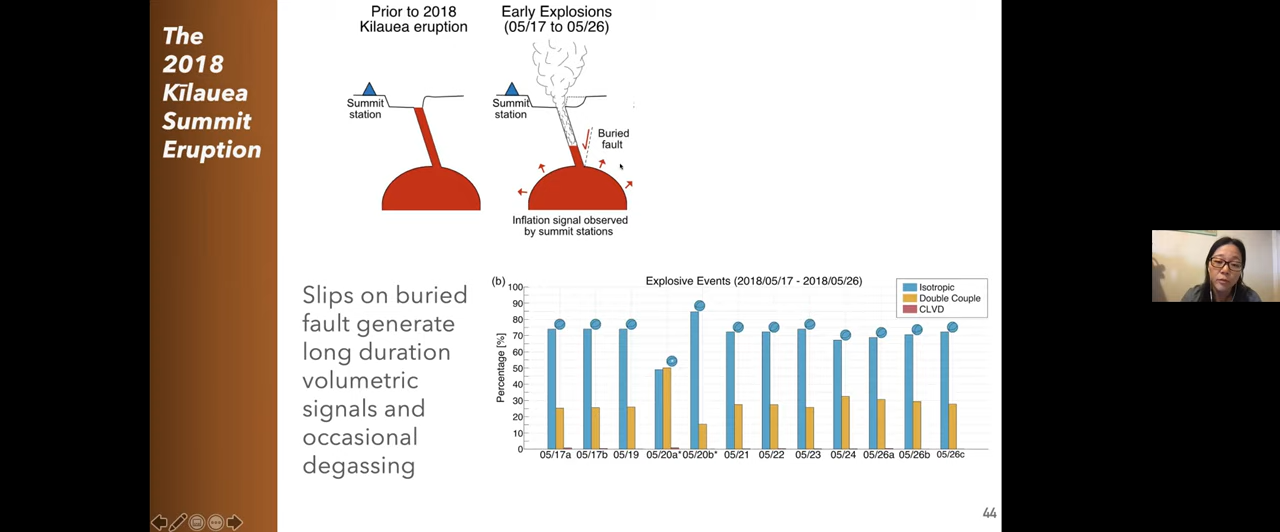 The
2018
Kīlauea
Summit
Eruption
Prior to 2018
Kilauea eruption
Summit
station
Early Explosions
(05/17 to 05/26)
Summit
station
Buried
fault
Inflation signal observed
by summit stations
Slips on buried
fault generate
long duration
volumetric
signals and
occasional
degassing
(b)
Explosive Events (2018/05/17 - 2018/05/26)
Isotropic
Double Couple
CLVD
Percentage [%]
100
90
80
70
60
50
40
30
20
10
0
05/17a 05/17b 05/19 05/20a* 05/20b* 05/21 05/22 05/23 05/24 05/26a 05/26b 05/26c
44